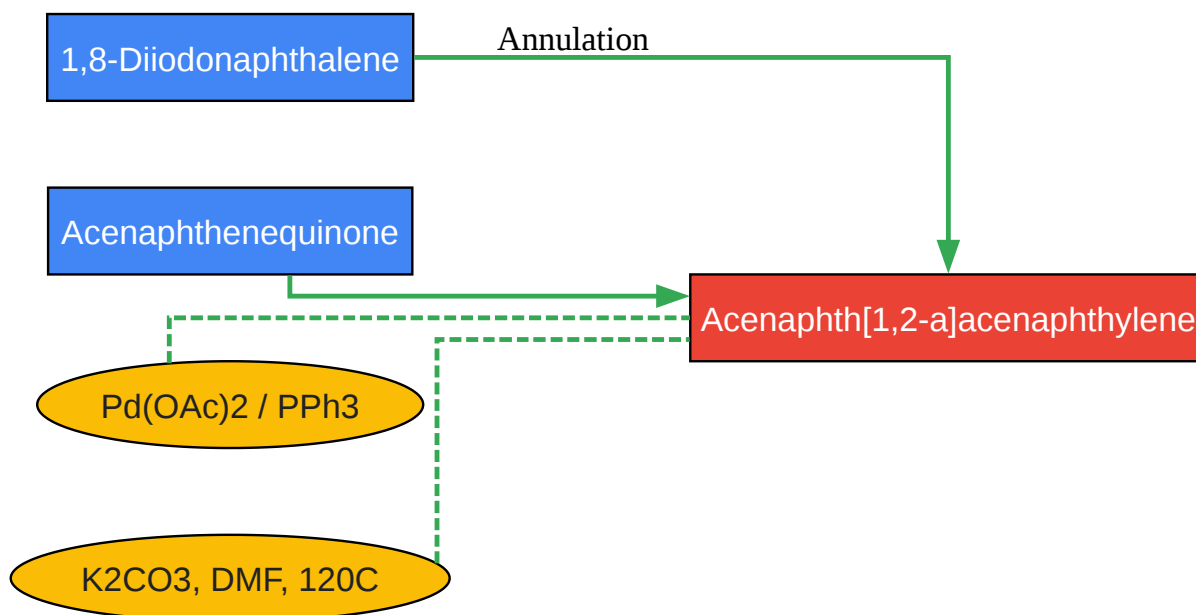 1,8-Diiodonaphthalene
Annulation
Acenaphthenequinone
Acenaphth[1,2-a]acenaphthylene
Pd(OAc)2 / PPh3
K2CO3, DMF, 120C